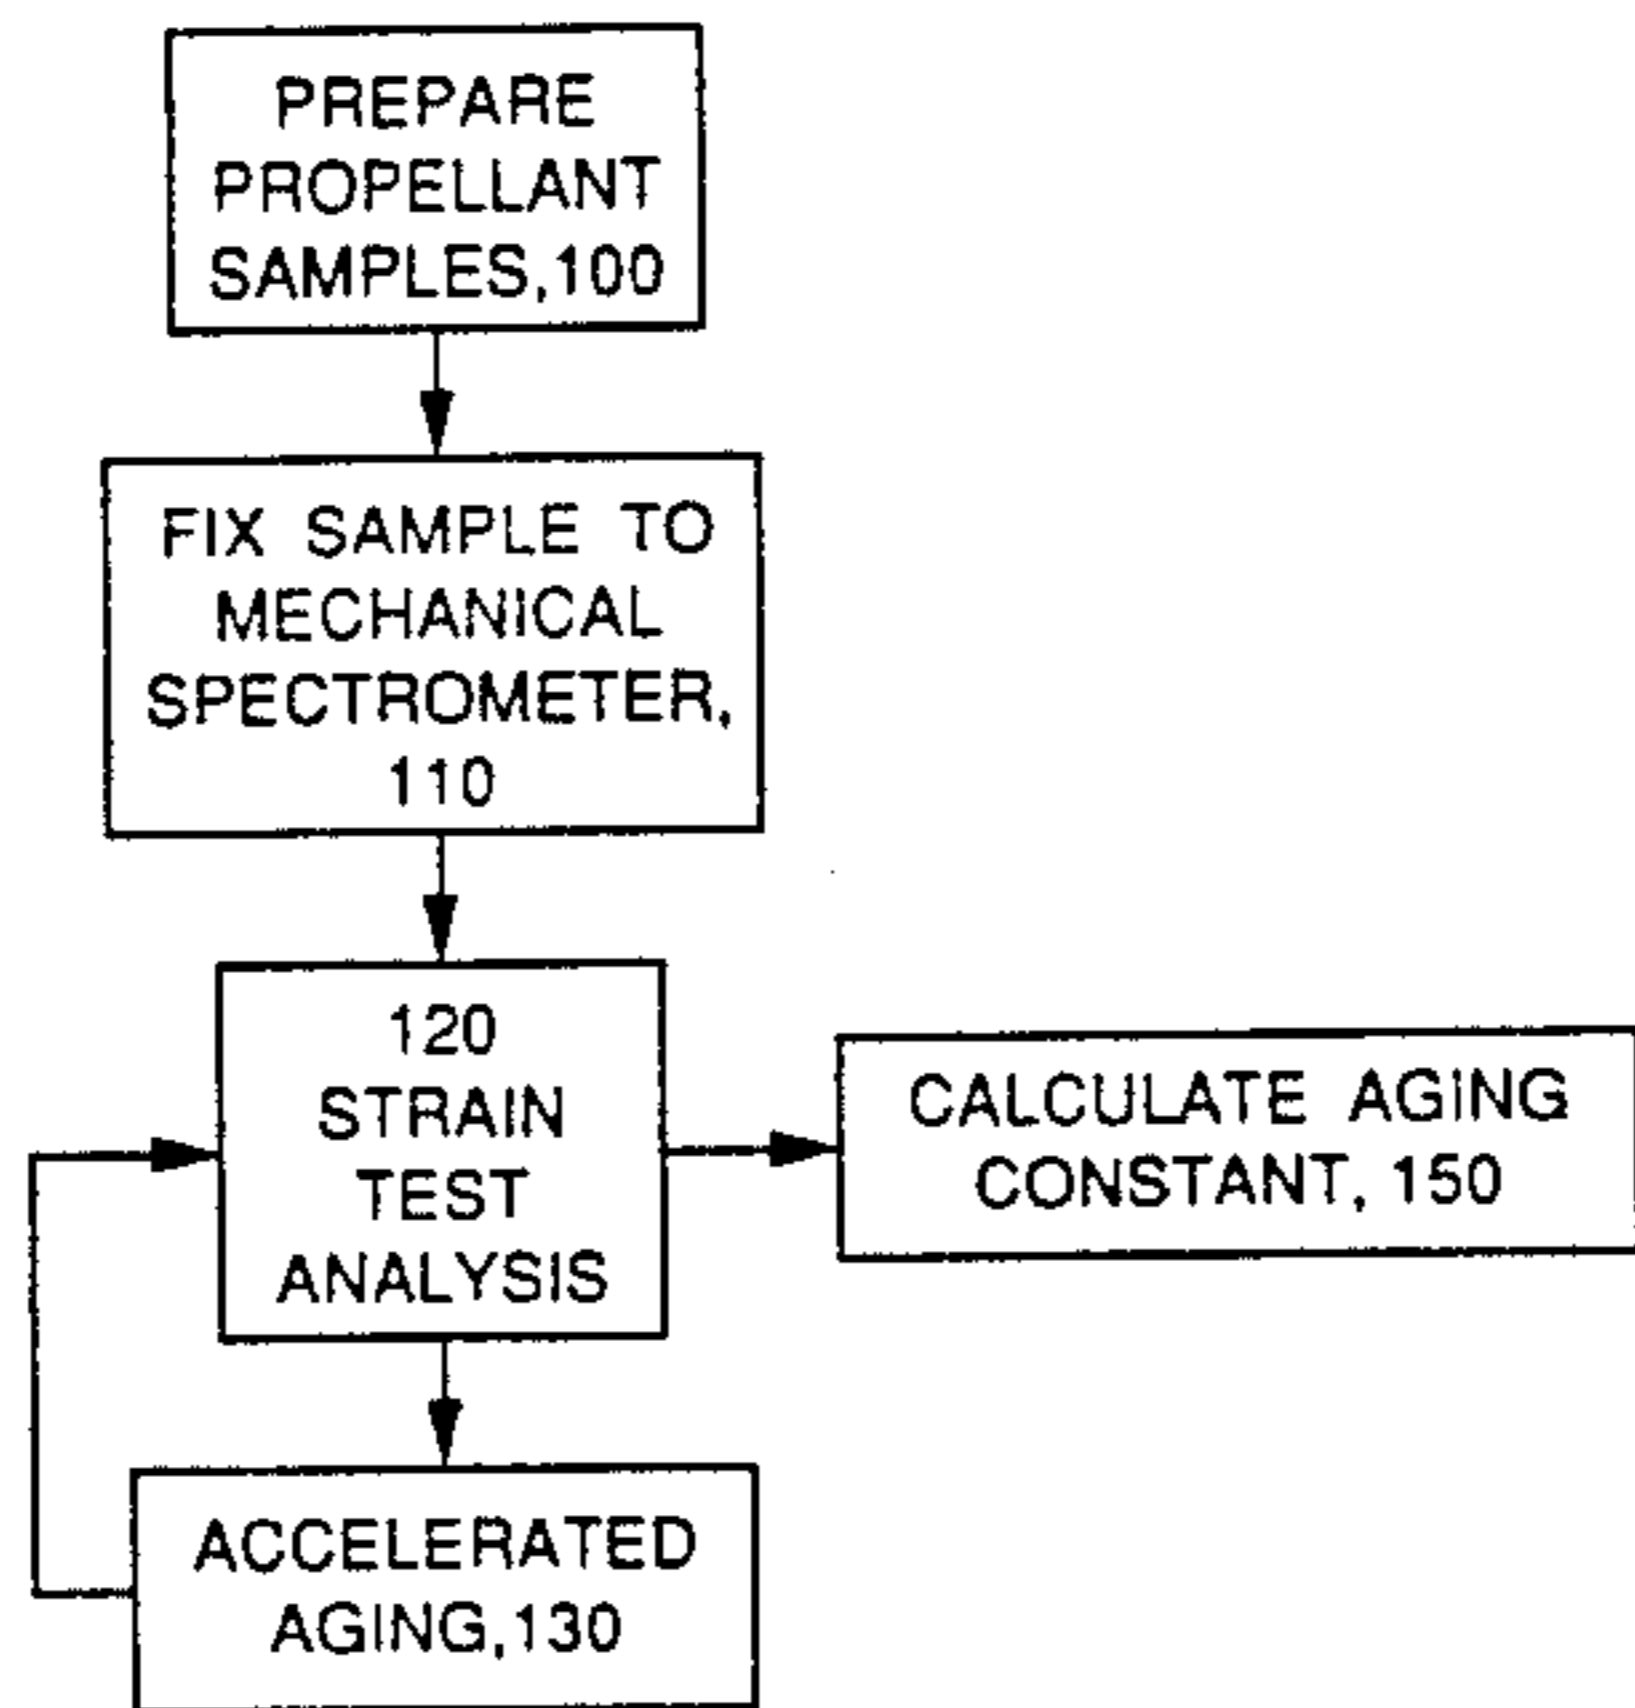 PREPARE
PROPELLANT
SAMPLES,100
FIX SAMPLE TO
MECHANICAL
SPECTROMETER,
110
120
STRAIN
TEST
ANALYSIS
CALCULATE AGING
CONSTANT, 150
ACCELERATED
AGING,130